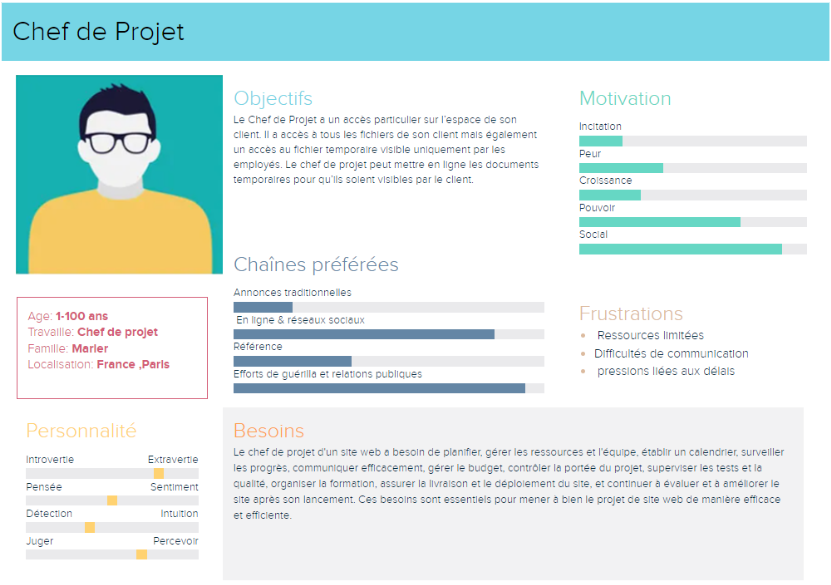 Chef de Projet
Objectifs
Le Chef de Projet a un accès particulier sur l'espace de son
client. Il a accès à tous les fichiers de son client mais également
un accès au fichier temporaire visible uniquement par les
employés. Le chef de projet peut mettre en ligne les documents
temporaires pour qu'ils soient visibles par le client.
Motivation
Incitation
Peur
Croissance
Pouvoir
Social
Chaînes préférées
Annonces traditionnelles
En ligne & réseaux sociaux
Référence
Efforts de guérilla et relations publiques
Age: 1-100 ans
Travaille: Chef de projet
Famille: Marier
Localisation: France ,Paris
Frustrations
• Ressources limitées
• Difficultés de communication
• pressions liées aux délais
Personnalité
Introvertie Extravertie
Pensée Sentiment
Détection Intuition
Juger Percevoir
Besoins
Le chef de projet d'un site web a besoin de planifier, gérer les ressources et l'équipe, établir un calendrier, surveiller
les progrès, communiquer efficacement, gérer le budget, contrôler la portée du projet, superviser les tests et la
qualité, organiser la formation, assurer la livraison et le déploiement du site, et continuer à évaluer et à améliorer le
site après son lancement. Ces besoins sont essentiels pour mener à bien le projet de site web de manière efficace
et efficiente.